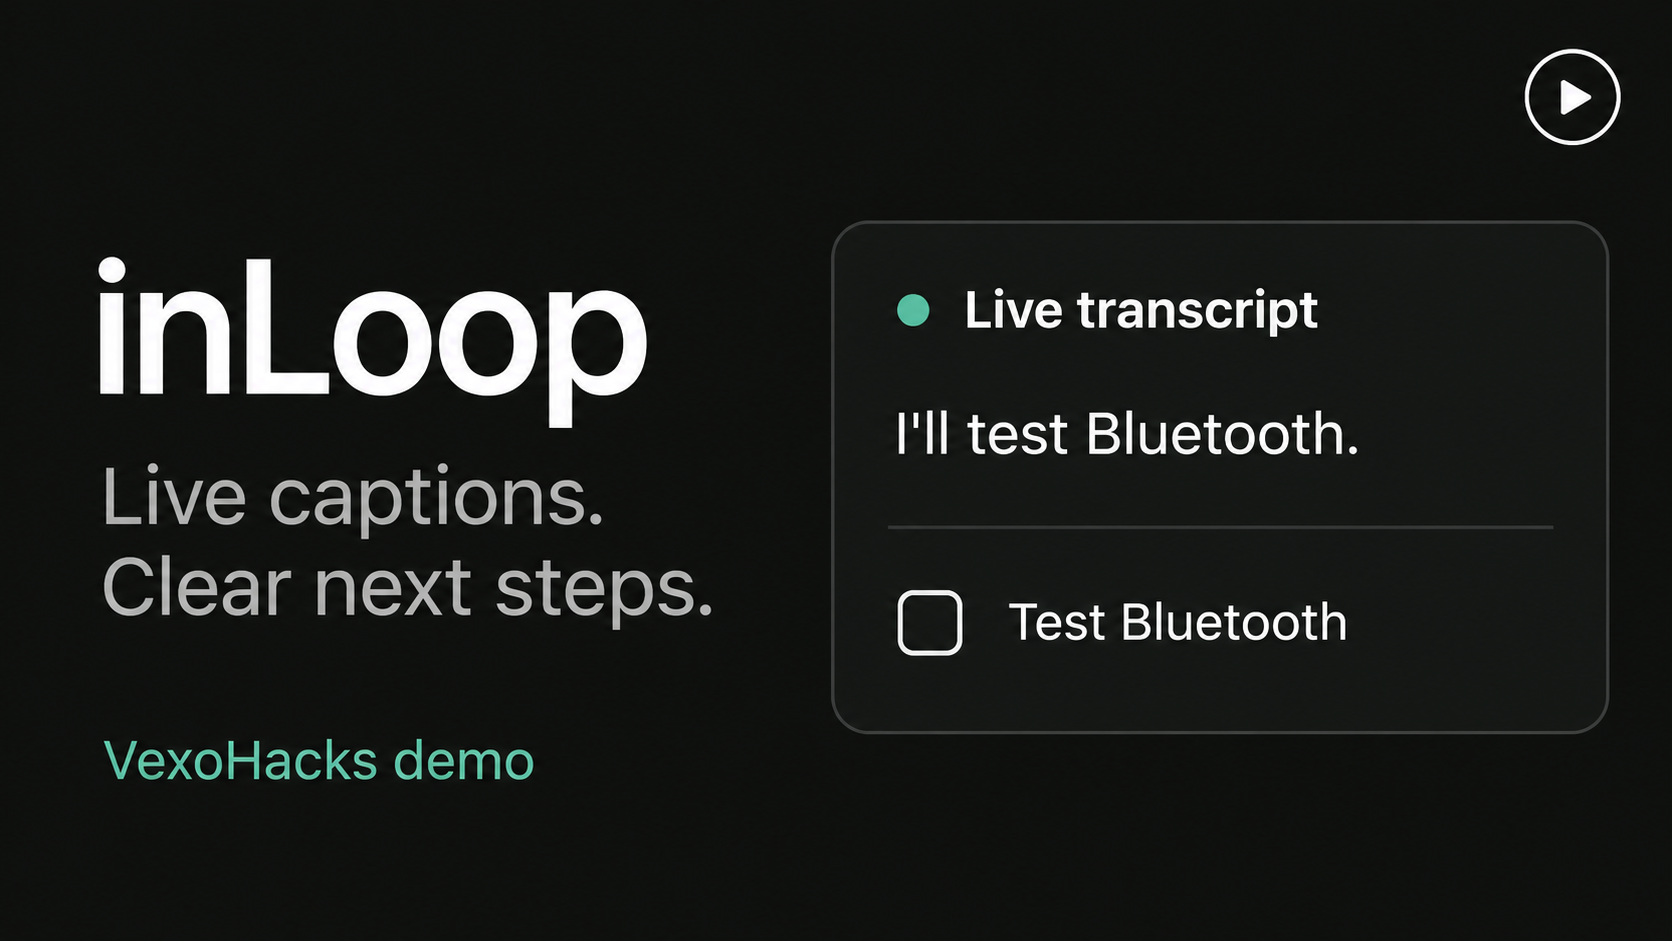 inLoop
Live captions.
Clear next steps.
VexoHacks demo
Live transcript
I'll test Bluetooth.
Test Bluetooth